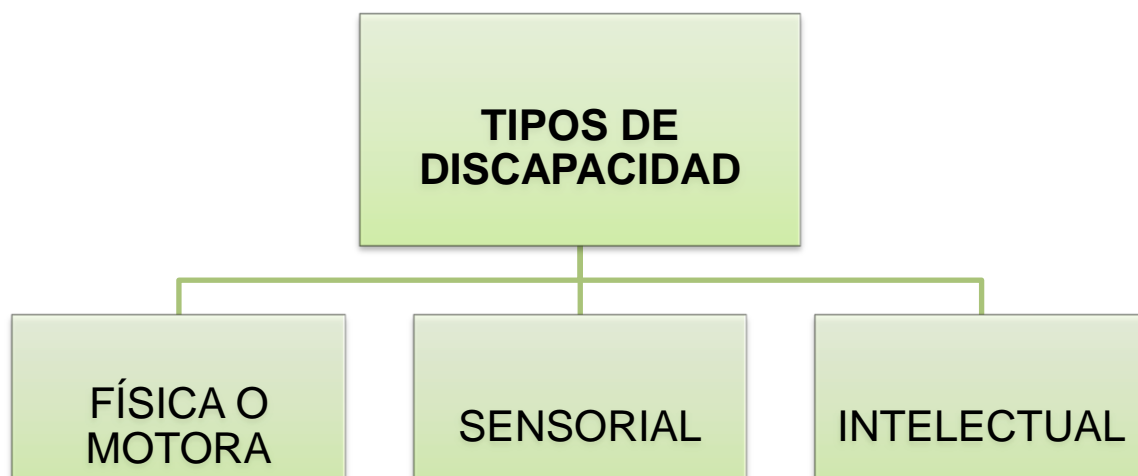 TIPOS DE
DISCAPACIDAD
FÍSICA O
MOTORA
SENSORIAL
INTELECTUAL